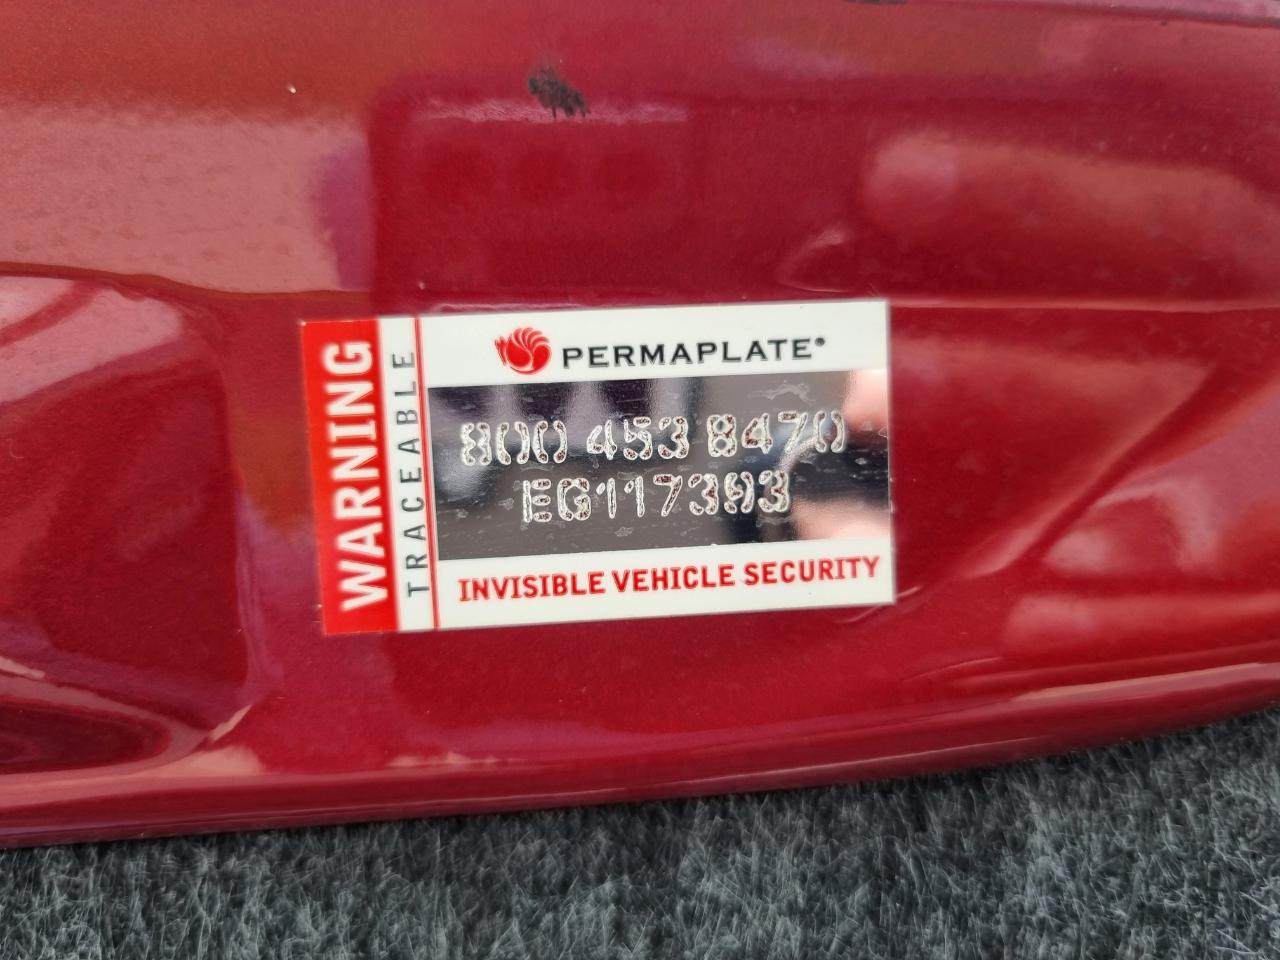 WARNING
TRACEABLE
PERMAPLATE®
800 453 8470
EG117393
INVISIBLE VEHICLE SECURITY